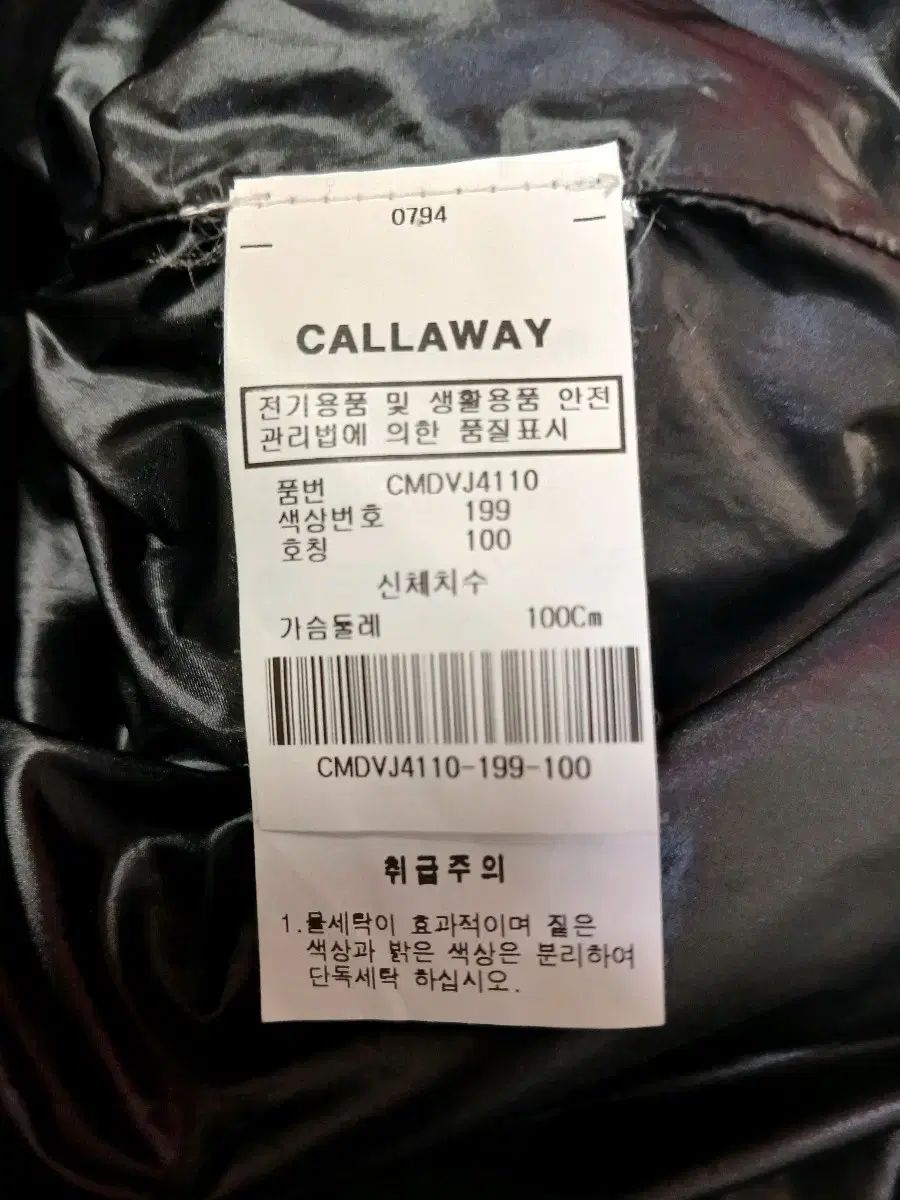 0794
CALLAWAY
전기용품 및 생활용품 안전
관리법에 의한 품질표시
품번 CMDVJ4110
색상번호 199
호칭 100
신체치수
가슴둘레 100Cm
CMDVJ4110-199-100
취급주의
1.물세탁이 효과적이며 짙은
색상과 밝은 색상은 분리하여
단독세탁 하십시오.